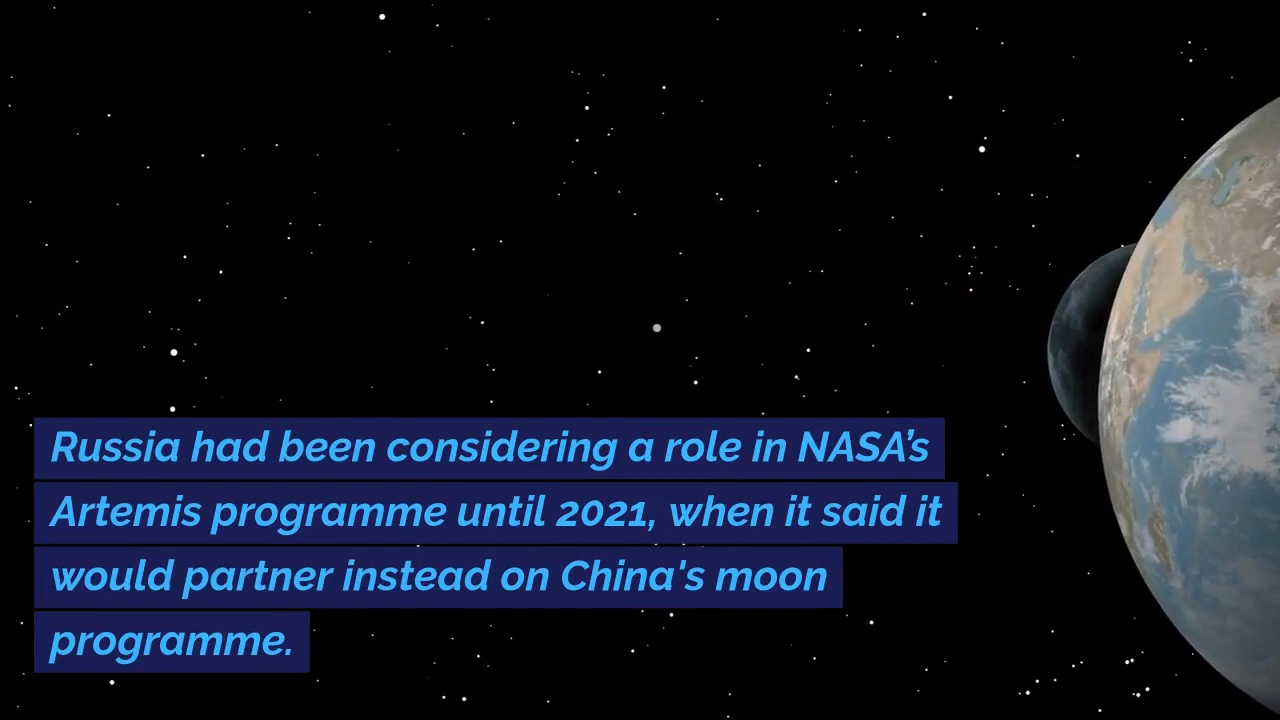 Russia had been considering a role in NASA’s
Artemis programme until 2021, when it said it
would partner instead on China's moon
programme.